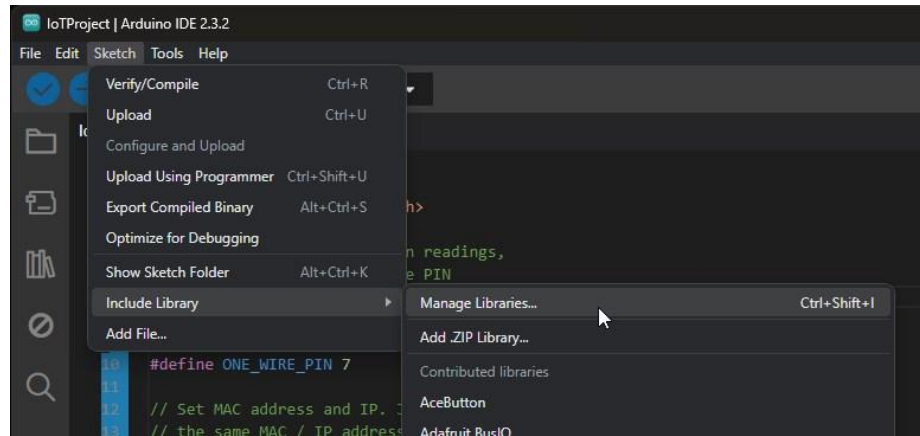 IoTProject | Arduino IDE 2.3.2
File Edit Sketch Tools Help
Verify/Compile Ctrl+R
Upload Ctrl+U
Configure and Upload
Upload Using Programmer Ctrl+Shift+U
Export Compiled Binary Alt+Ctrl+S
h>
Optimize for Debugging
n readings,
Show Sketch Folder Alt+Ctrl+K
e PIN
Include Library
Manage Libraries... Ctrl+Shift+I
Add File...
Add .ZIP Library...
10 #define ONE_WIRE_PIN 7
Contributed libraries
11
12 // Set MAC address and IP.
AceButton
13 // the same MAC / IP address
Adafruit BusIO